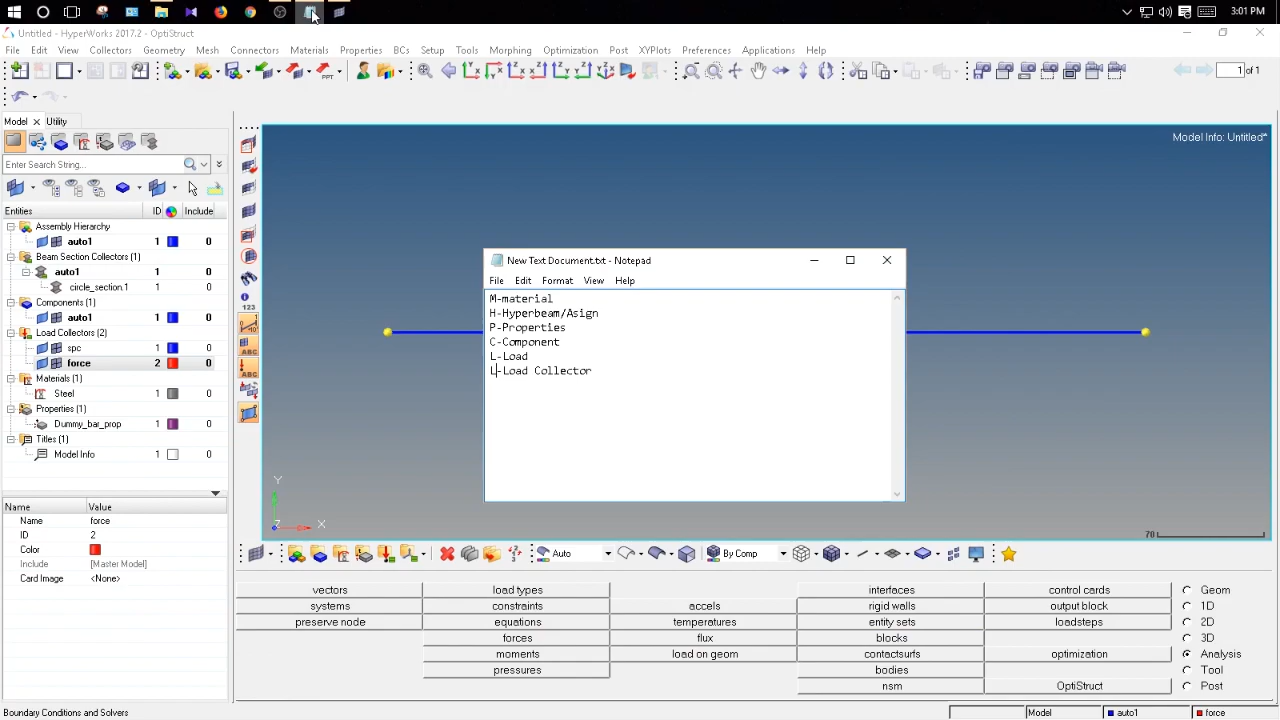 3:01 PM
Untitled - HyperWorks 2017.2 - OptiStruct
File Edit View Collectors Geometry Mesh Connectors Materials Properties BCs Setup Tools Morphing Optimization Post XYPlots Preferences Applications Help
1 of 1
Model Utility
Model Info: Untitled*
Enter Search String...
Entities ID Include
Assembly Hierarchy
auto1 1 0
Beam Section Collectors (1)
auto1 1 0
circle_section.1 1 0
Components (1)
auto1 1 0
Load Collectors (2)
spc 1 0
force 2 0
Materials (1)
Steel 1 0
Properties (1)
Dummy_bar_prop 1 0
Titles (1)
Model Info 1 0
Name Value
Name force
ID 2
Color
Include [Master Model]
Card Image <None>
123
ABC
ABC
New Text Document.txt - Notepad
File Edit Format View Help
M-material
H-Hyperbeam/Asign
P-Properties
C-Component
L-Load
L-Load Collector
Y
Z X
70
Auto By Comp
vectors load types interfaces control cards Geom
systems constraints accels rigid walls output block 1D
preserve node equations temperatures entity sets loadsteps 2D
forces flux blocks 3D
moments load on geom contactsurfs optimization Analysis
pressures bodies Tool
nsm OptiStruct Post
Boundary Conditions and Solvers Model auto1 force